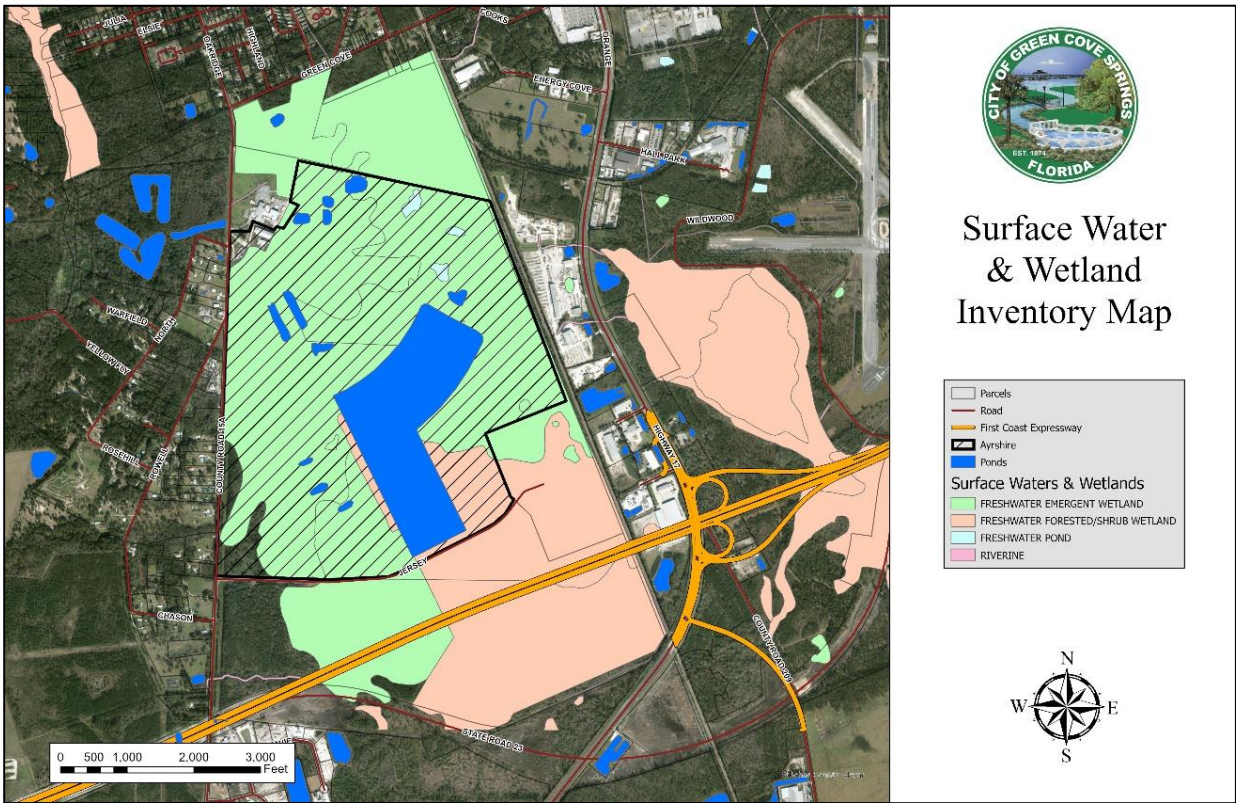 JULIA
ELSIE
OAKRIDGE
HIGHLAND
GREEN COVE
COOKS
ORANGE
ENERGY COVE
HALL PARK
WILDWOOD
WARFIELD
NORTH
YELLOW FLY
ROSEHILL
POWELL
COUNTY ROAD 15A
HIGHWAY 17
JERSEY
CHASON
COUNTY ROAD 209
STATE ROAD 23
0 500 1,000 2,000 3,000
Feet
CITY OF GREEN COVE SPRINGS
EST. 1874
FLORIDA
Surface Water
& Wetland
Inventory Map
Parcels
Road
First Coast Expressway
Ayrshire
Ponds
Surface Waters & Wetlands
FRESHWATER EMERGENT WETLAND
FRESHWATER FORESTED/SHRUB WETLAND
FRESHWATER POND
RIVERINE
N
W E
S